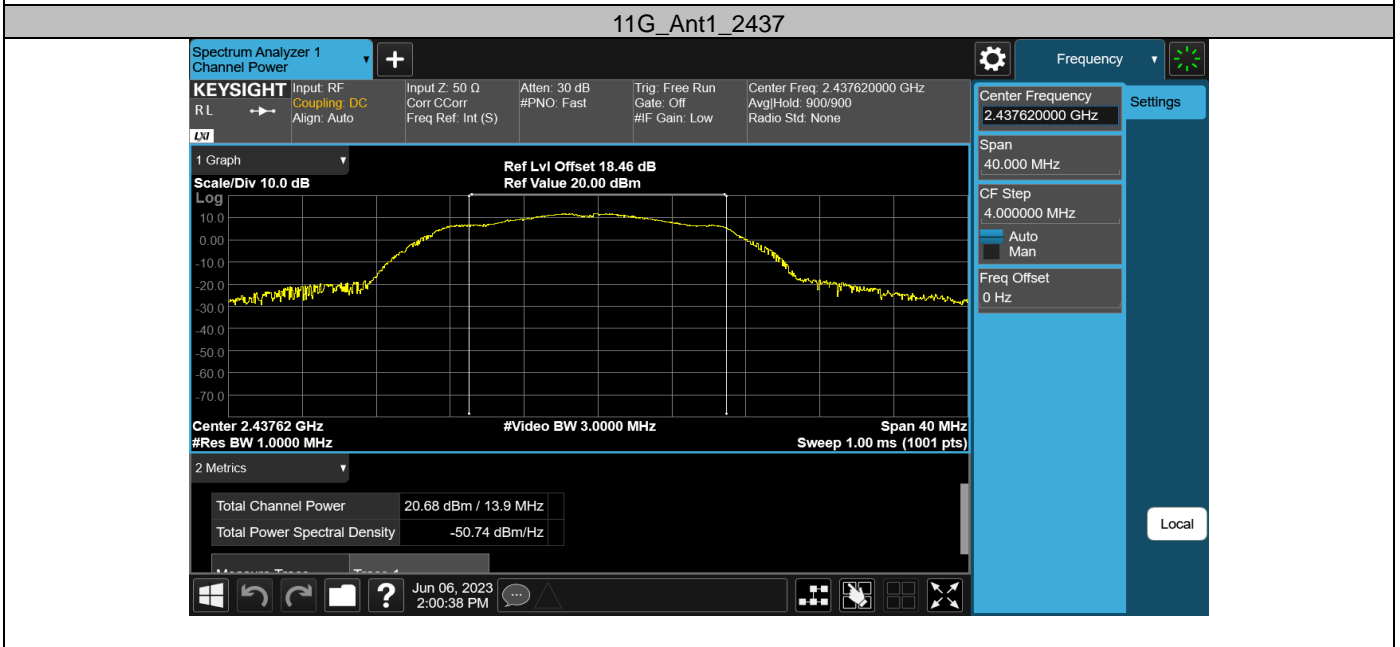 11G_Ant1_2437
Spectrum Analyzer 1
Channel Power
+
Frequency
KEYSIGHT
R L
LXI
Input: RF
Coupling: DC
Align: Auto
Input Z: 50 Ω
Corr CCorr
Freq Ref: Int (S)
Atten: 30 dB
#PNO: Fast
Trig: Free Run
Gate: Off
#IF Gain: Low
Center Freq: 2.437620000 GHz
Avg|Hold: 900/900
Radio Std: None
Center Frequency
2.437620000 GHz
Settings
Span
40.000 MHz
CF Step
4.000000 MHz
Auto
Man
Freq Offset
0 Hz
Local
1 Graph
Scale/Div 10.0 dB
Ref Lvl Offset 18.46 dB
Ref Value 20.00 dBm
Log
10.0
0.00
-10.0
-20.0
-30.0
-40.0
-50.0
-60.0
-70.0
Center 2.43762 GHz
#Video BW 3.0000 MHz
Span 40 MHz
#Res BW 1.0000 MHz
Sweep 1.00 ms (1001 pts)
2 Metrics
Total Channel Power 20.68 dBm / 13.9 MHz
Total Power Spectral Density -50.74 dBm/Hz
Measure Trace Trace 1
?
Jun 06, 2023
2:00:38 PM